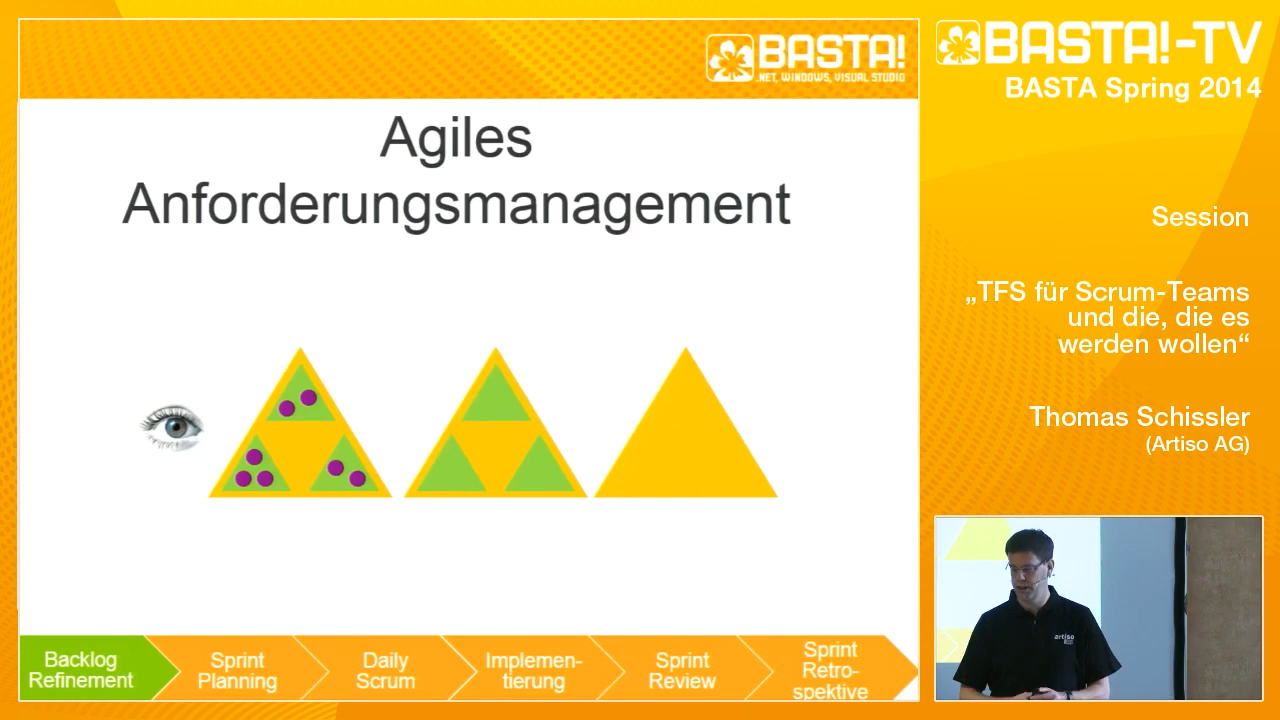 BASTA!
.NET, WINDOWS, VISUAL STUDIO
Agiles
Anforderungsmanagement
Backlog
Refinement
Sprint
Planning
Daily
Scrum
Implemen-
tierung
Sprint
Review
Sprint
Retro-
spektive
BASTA!-TV
BASTA Spring 2014
Session
„TFS für Scrum-Teams
und die, die es
werden wollen“
Thomas Schissler
(Artiso AG)
artiso